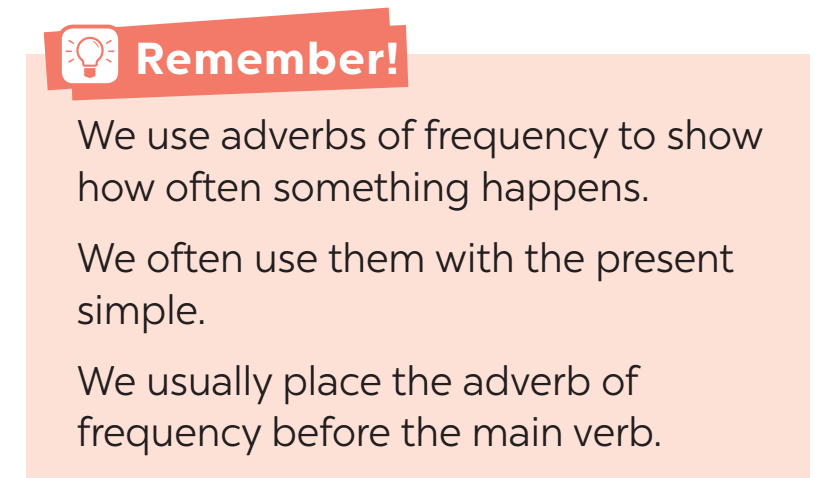 Remember!
We use adverbs of frequency to show
how often something happens.
We often use them with the present
simple.
We usually place the adverb of
frequency before the main verb.